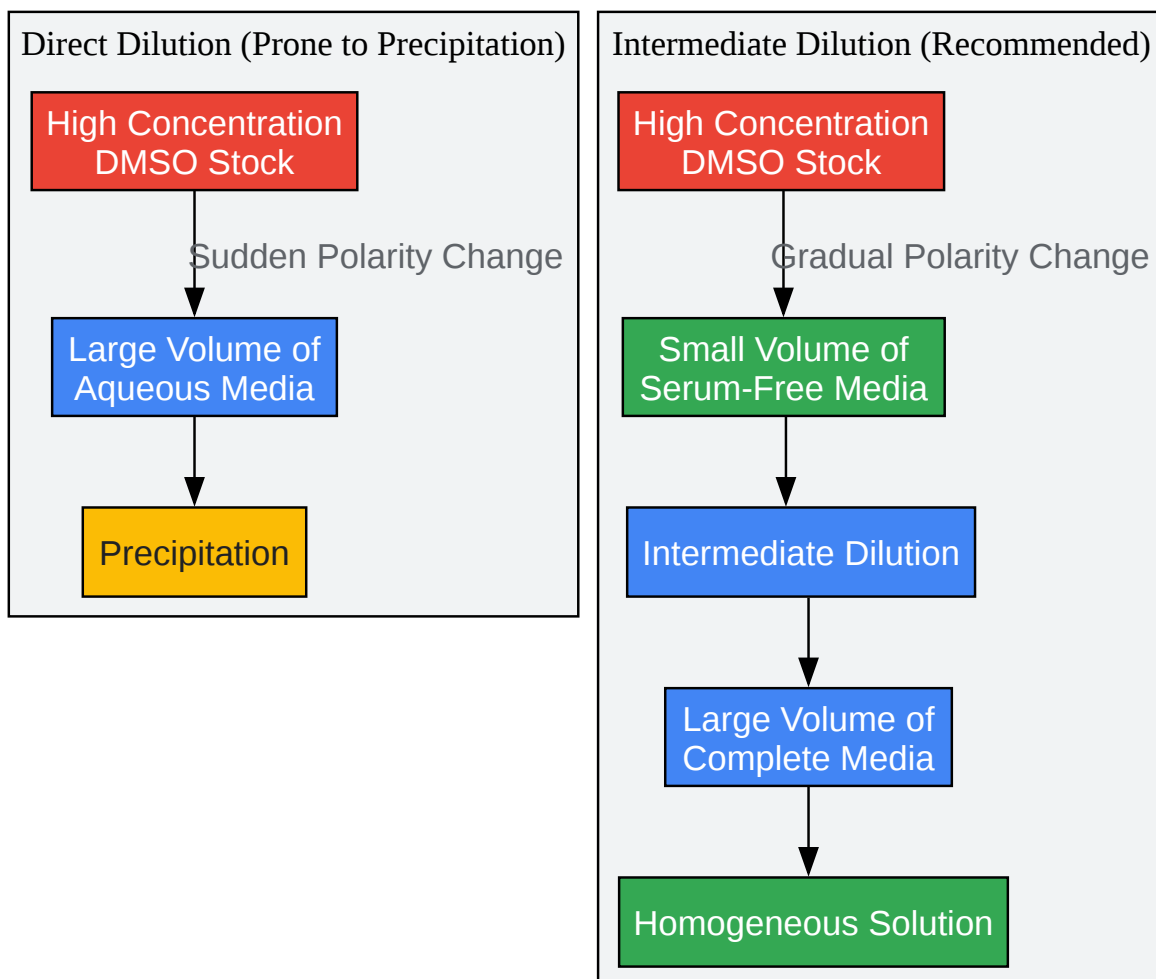 Direct Dilution (Prone to Precipitation)
High Concentration
DMSO Stock
Sudden Polarity Change
Large Volume of
Aqueous Media
Precipitation
Intermediate Dilution (Recommended)
High Concentration
DMSO Stock
Gradual Polarity Change
Small Volume of
Serum-Free Media
Intermediate Dilution
Large Volume of
Complete Media
Homogeneous Solution